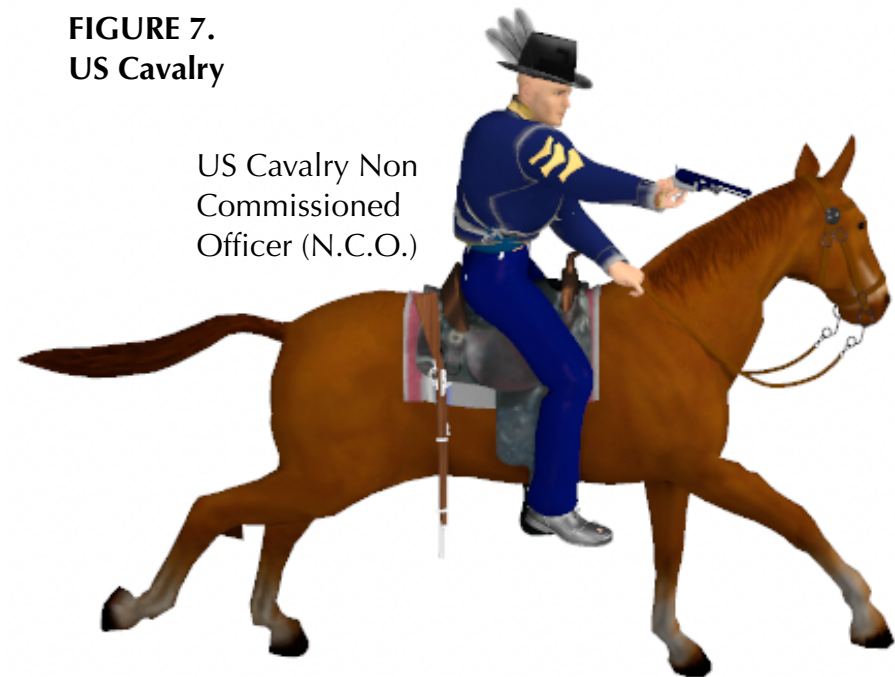 FIGURE 7.
US Cavalry
US Cavalry Non
Commissioned
Officer (N.C.O.)